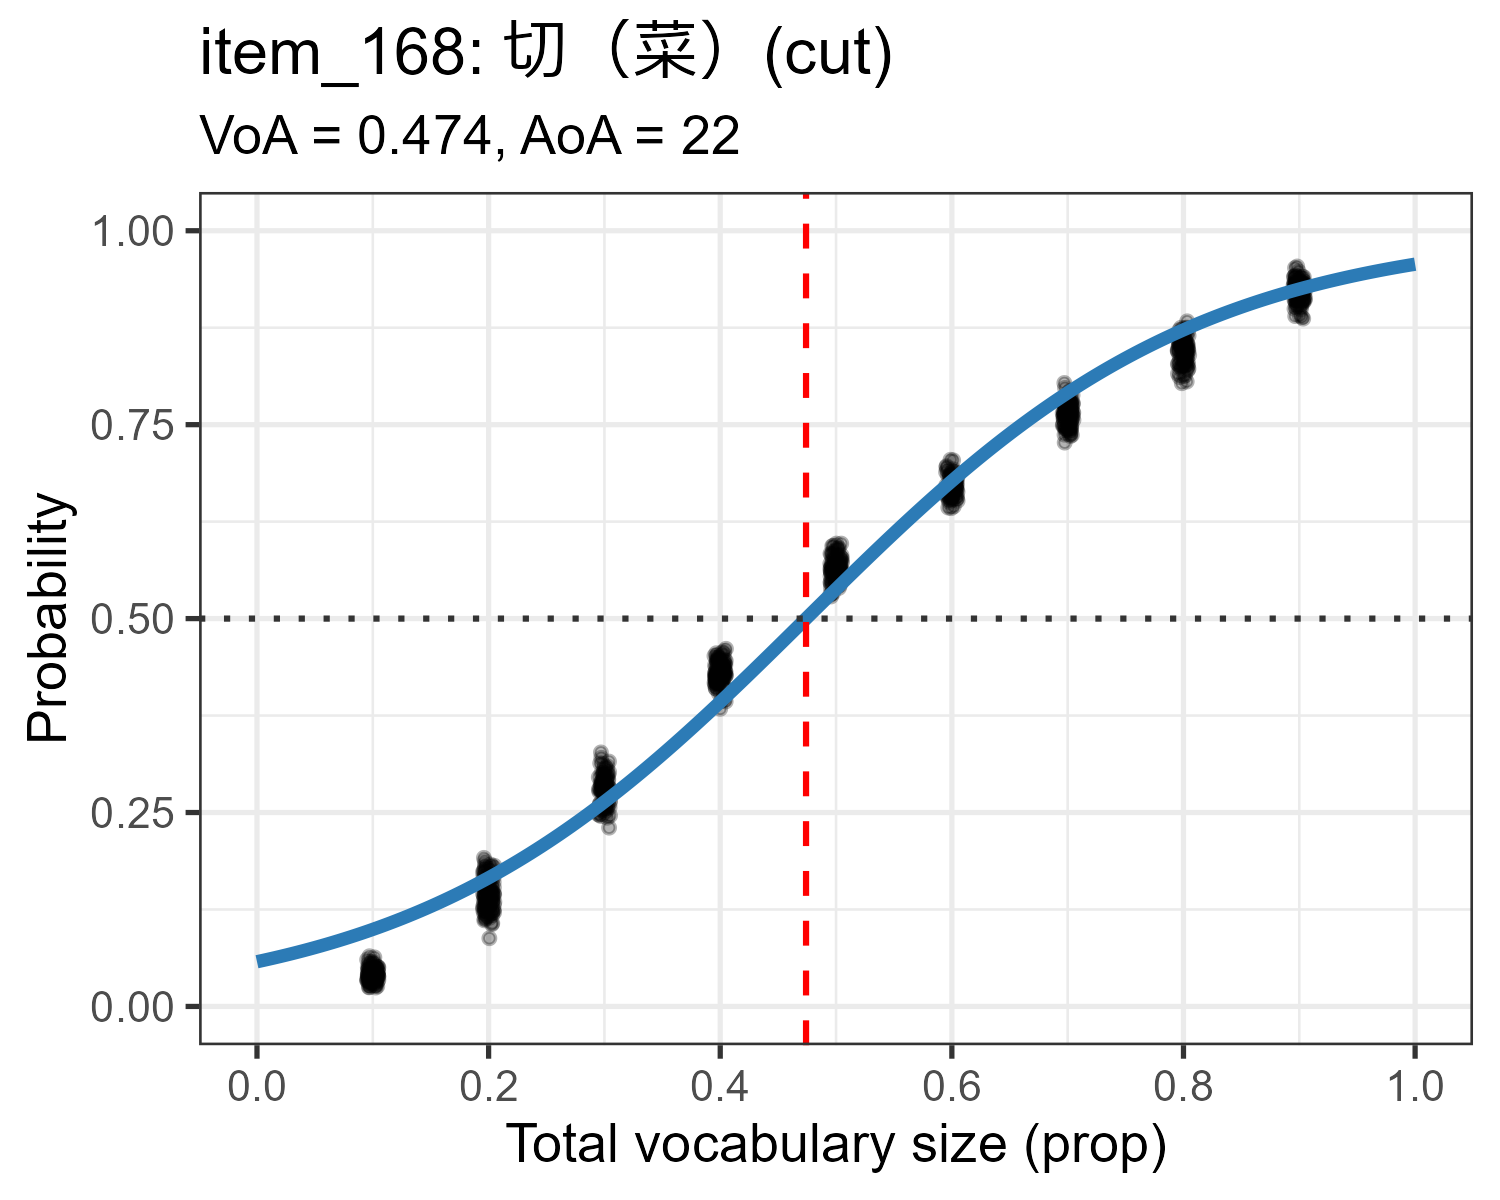 item_168: 切（菜）(cut)
VoA = 0.474, AoA = 22
1.00
0.75
0.50
0.25
0.00
Probability
0.0 0.2 0.4 0.6 0.8 1.0
Total vocabulary size (prop)